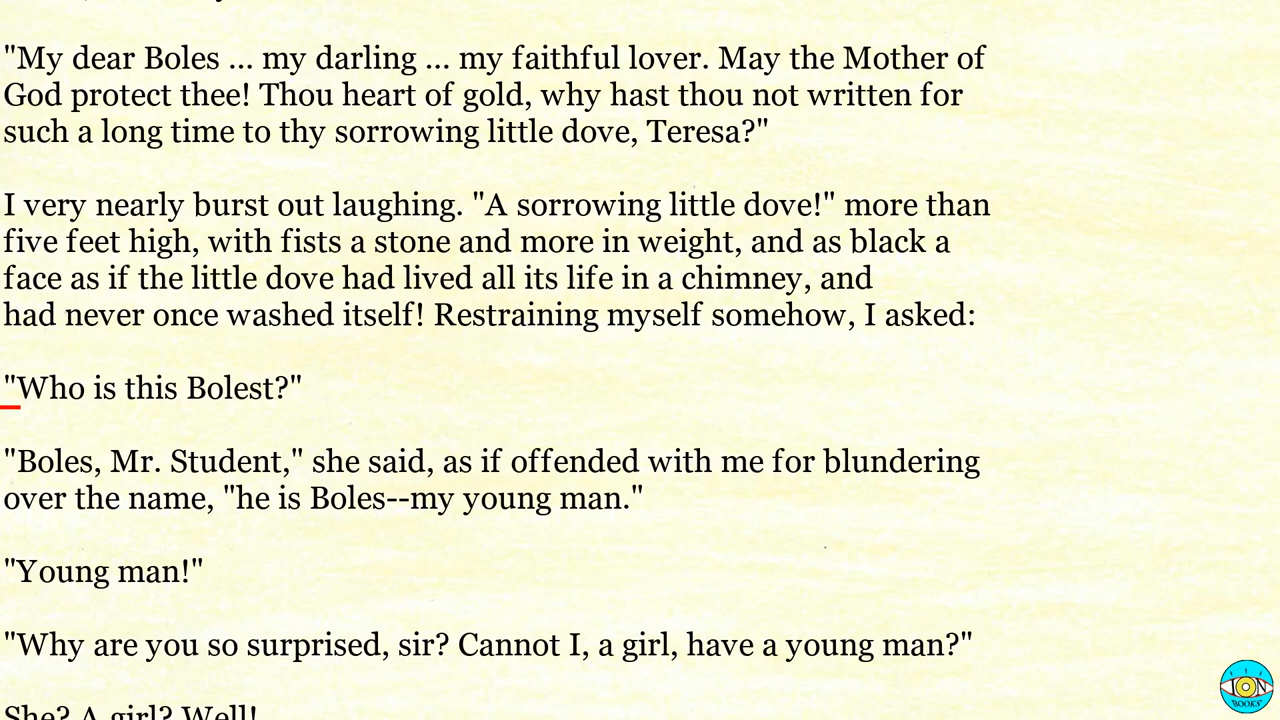 "My dear Boles ... my darling ... my faithful lover. May the Mother of
God protect thee! Thou heart of gold, why hast thou not written for
such a long time to thy sorrowing little dove, Teresa?"
I very nearly burst out laughing. "A sorrowing little dove!" more than
five feet high, with fists a stone and more in weight, and as black a
face as if the little dove had lived all its life in a chimney, and
had never once washed itself! Restraining myself somehow, I asked:
"Who is this Bolest?"
"Boles, Mr. Student," she said, as if offended with me for blundering
over the name, "he is Boles--my young man."
"Young man!"
"Why are you so surprised, sir? Cannot I, a girl, have a young man?"
She? A girl? Well!
ION
BOOKS